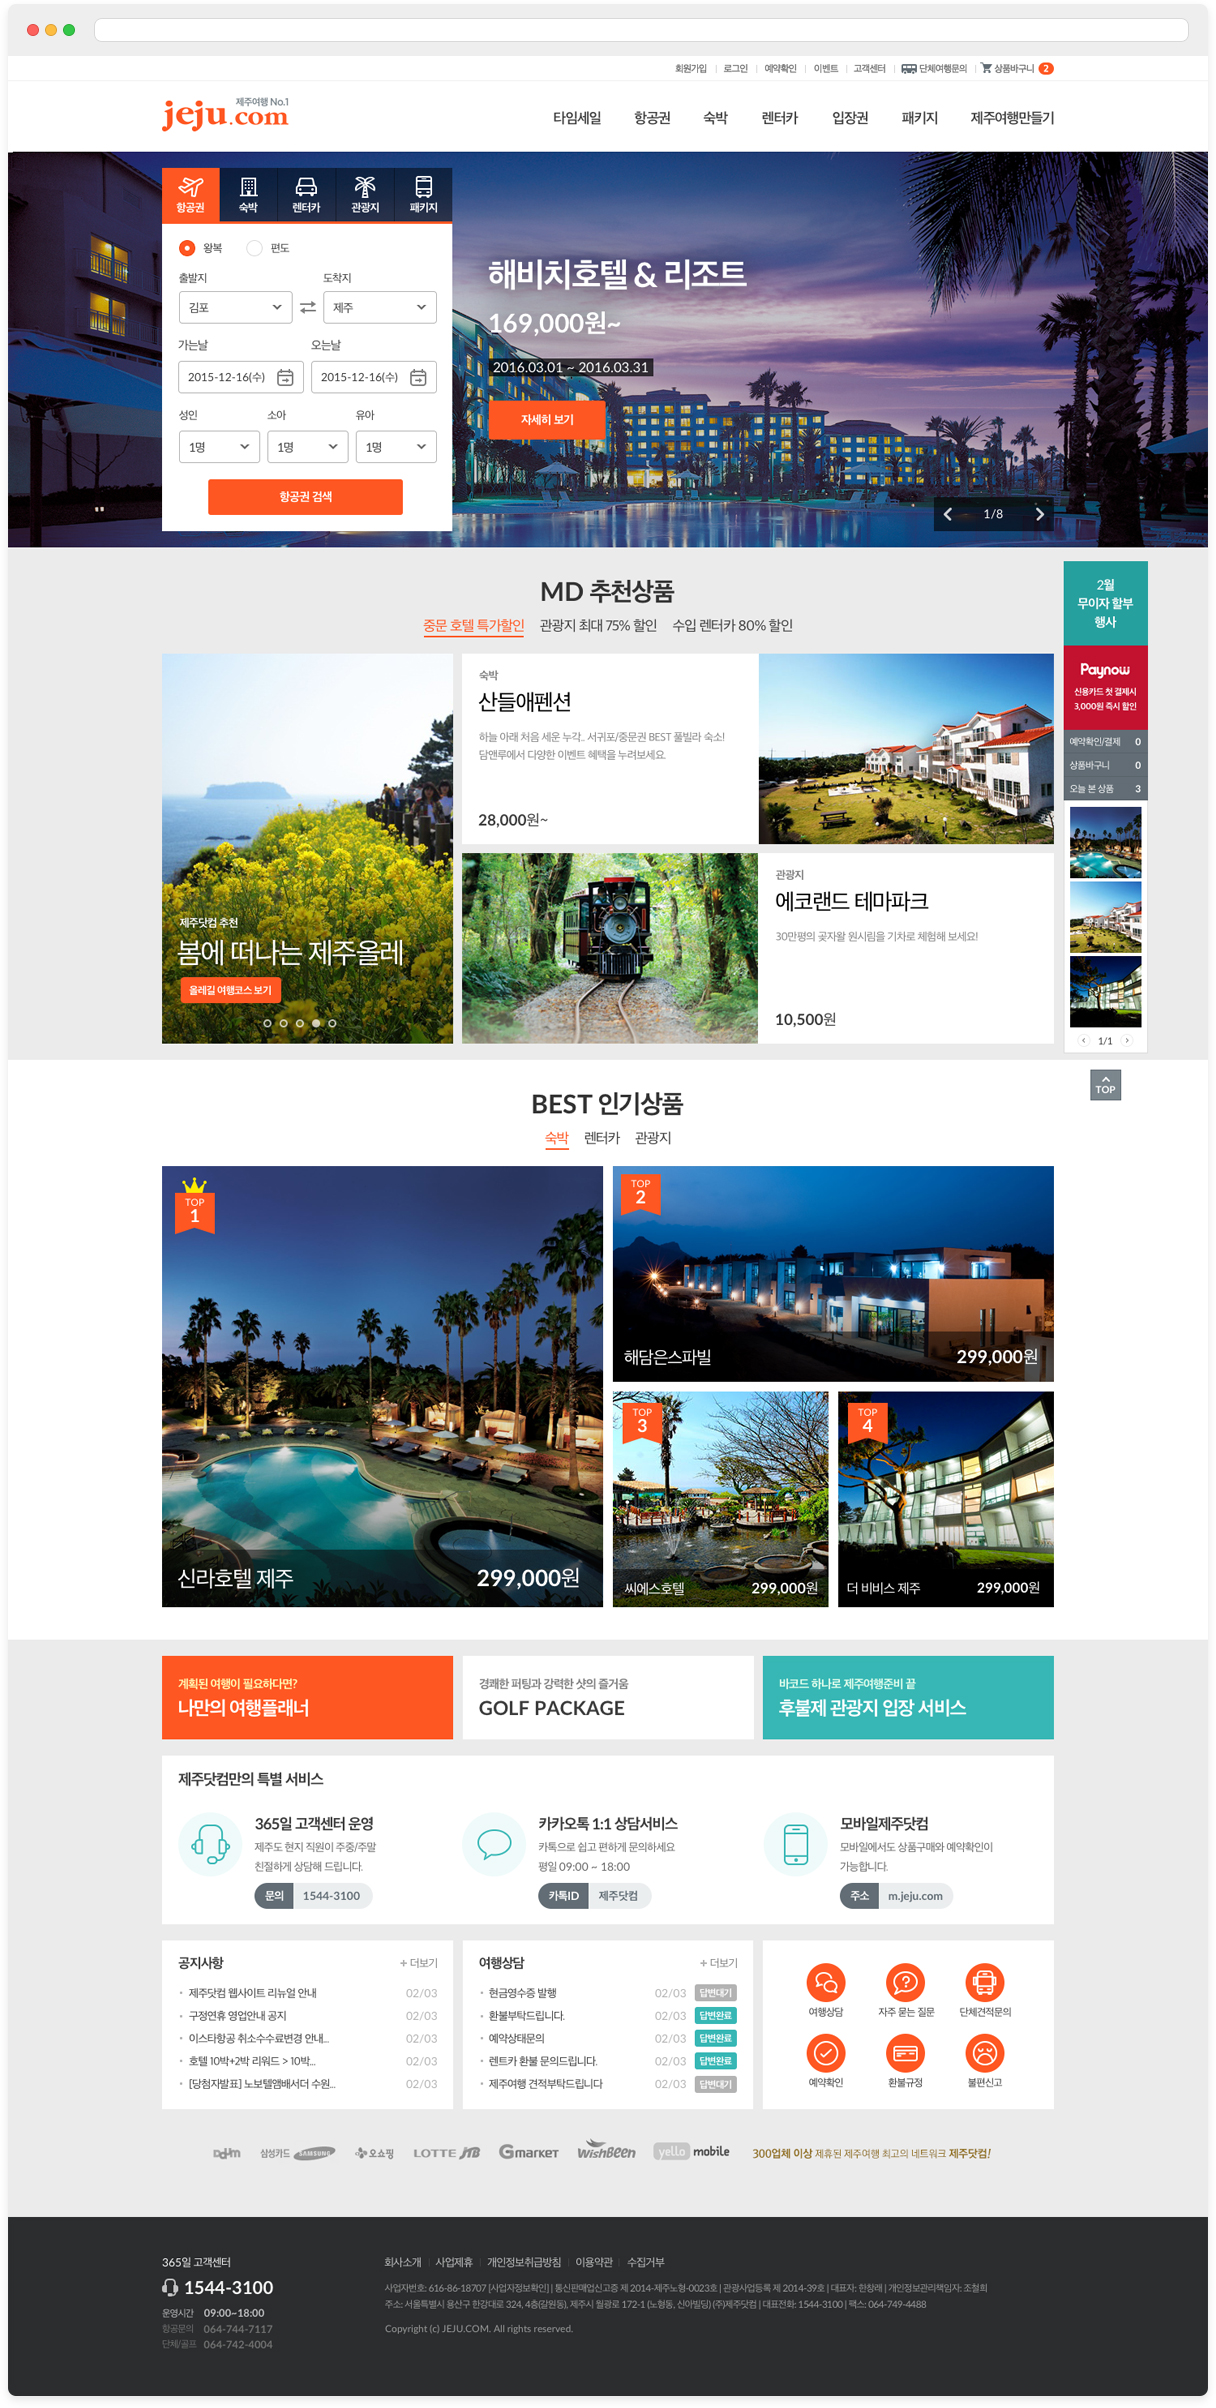 회원가입 로그인 예약확인 이벤트 고객센터 단체여행문의 상품바구니 2
제주여행 No.1
jeju.com
타임세일 항공권 숙박 렌터카 입장권 패키지 제주여행만들기
항공권 숙박 렌터카 관광지 패키지
왕복 편도
출발지 도착지
김포 제주
가는날 오는날
2015-12-16(수) 2015-12-16(수)
성인 소아 유아
1명 1명 1명
항공권 검색
해비치호텔 & 리조트
169,000원~
2016.03.01 ~ 2016.03.31
자세히 보기
1/8
MD 추천상품
중문 호텔 특가할인 관광지 최대 75% 할인 수입 렌터카 80% 할인
제주닷컴 추천
봄에 떠나는 제주올레
올레길 여행코스 보기
숙박
산들애펜션
하늘 아래 처음 세운 누각.. 서귀포/중문권 BEST 풀빌라 숙소!
담앤루에서 다양한 이벤트 혜택을 누려보세요.
28,000원~
관광지
에코랜드 테마파크
30만평의 곶자왈 원시림을 기차로 체험해 보세요!
10,500원
2월
무이자 할부
행사
Paynow
신용카드 첫 결제시
3,000원 즉시 할인
예약확인/결제 0
상품바구니 0
오늘 본 상품 3
1/1
TOP
BEST 인기상품
숙박 렌터카 관광지
TOP
1
신라호텔 제주 299,000원
TOP
2
해담은스파빌 299,000원
TOP
3
씨에스호텔 299,000원
TOP
4
더 비비스 제주 299,000원
계획된 여행이 필요하다면?
나만의 여행플래너
경쾌한 퍼팅과 강력한 샷의 즐거움
GOLF PACKAGE
바코드 하나로 제주여행준비 끝
후불제 관광지 입장 서비스
제주닷컴만의 특별 서비스
365일 고객센터 운영
제주도 현지 직원이 주중/주말
친절하게 상담해 드립니다.
문의 1544-3100
카카오톡 1:1 상담서비스
카톡으로 쉽고 편하게 문의하세요
평일 09:00 ~ 18:00
카톡ID 제주닷컴
모바일제주닷컴
모바일에서도 상품구매와 예약확인이
가능합니다.
주소 m.jeju.com
공지사항 + 더보기
제주닷컴 웹사이트 리뉴얼 안내 02/03
구정연휴 영업안내 공지 02/03
이스타항공 취소수수료변경 안내... 02/03
호텔 10박+2박 리워드 > 10박... 02/03
[당첨자발표] 노보텔앰배서더 수원... 02/03
여행상담 + 더보기
현금영수증 발행 02/03 답변대기
환불부탁드립니다. 02/03 답변완료
예약상태문의 02/03 답변완료
렌트카 환불 문의드립니다. 02/03 답변완료
제주여행 견적부탁드립니다 02/03 답변대기
여행상담 자주 묻는 질문 단체견적문의
예약확인 환불규정 불편신고
Daum 삼성카드 SAMSUNG 오쇼핑 LOTTE JTB Gmarket WishBeen yello mobile 300업체 이상 제휴된 제주여행 최고의 네트워크 제주닷컴!
365일 고객센터
1544-3100
운영시간 09:00~18:00
항공문의 064-744-7117
단체/골프 064-742-4004
회사소개 사업제휴 개인정보취급방침 이용약관 수집거부
사업자번호: 616-86-18707 [사업자정보확인] | 통신판매업신고증 제 2014-제주노형-0023호 | 관광사업등록 제 2014-39호 | 대표자: 한창래 | 개인정보관리책임자: 조철희
주소: 서울특별시 용산구 한강대로 324, 4층(갈원동), 제주시 월광로 172-1 (노형동, 신아빌딩) (주)제주닷컴 | 대표전화: 1544-3100 | 팩스: 064-749-4488
Copyright (c) JEJU.COM. All rights reserved.